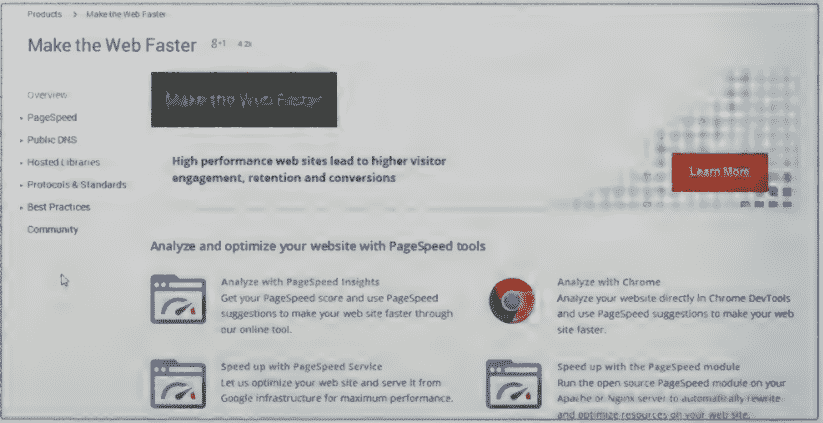 Products > Make the Web Faster
Make the Web Faster g+1 4.2k
Overview
PageSpeed
Public DNS
Hosted Libraries
Protocols & Standards
Best Practices
Community
Make the Web Faster
High performance web sites lead to higher visitor
engagement, retention and conversions
Learn More
Analyze and optimize your website with PageSpeed tools
Analyze with PageSpeed Insights
Get your PageSpeed score and use PageSpeed
suggestions to make your web site faster through
our online tool.
Analyze with Chrome
Analyze your website directly in Chrome DevTools
and use PageSpeed suggestions to make your web
site faster.
Speed up with PageSpeed Service
Let us optimize your web site and serve it from
Google infrastructure for maximum performance.
Speed up with the PageSpeed module
Run the open source PageSpeed module on your
Apache or Nginx server to automatically rewrite
and optimize resources on your web site.